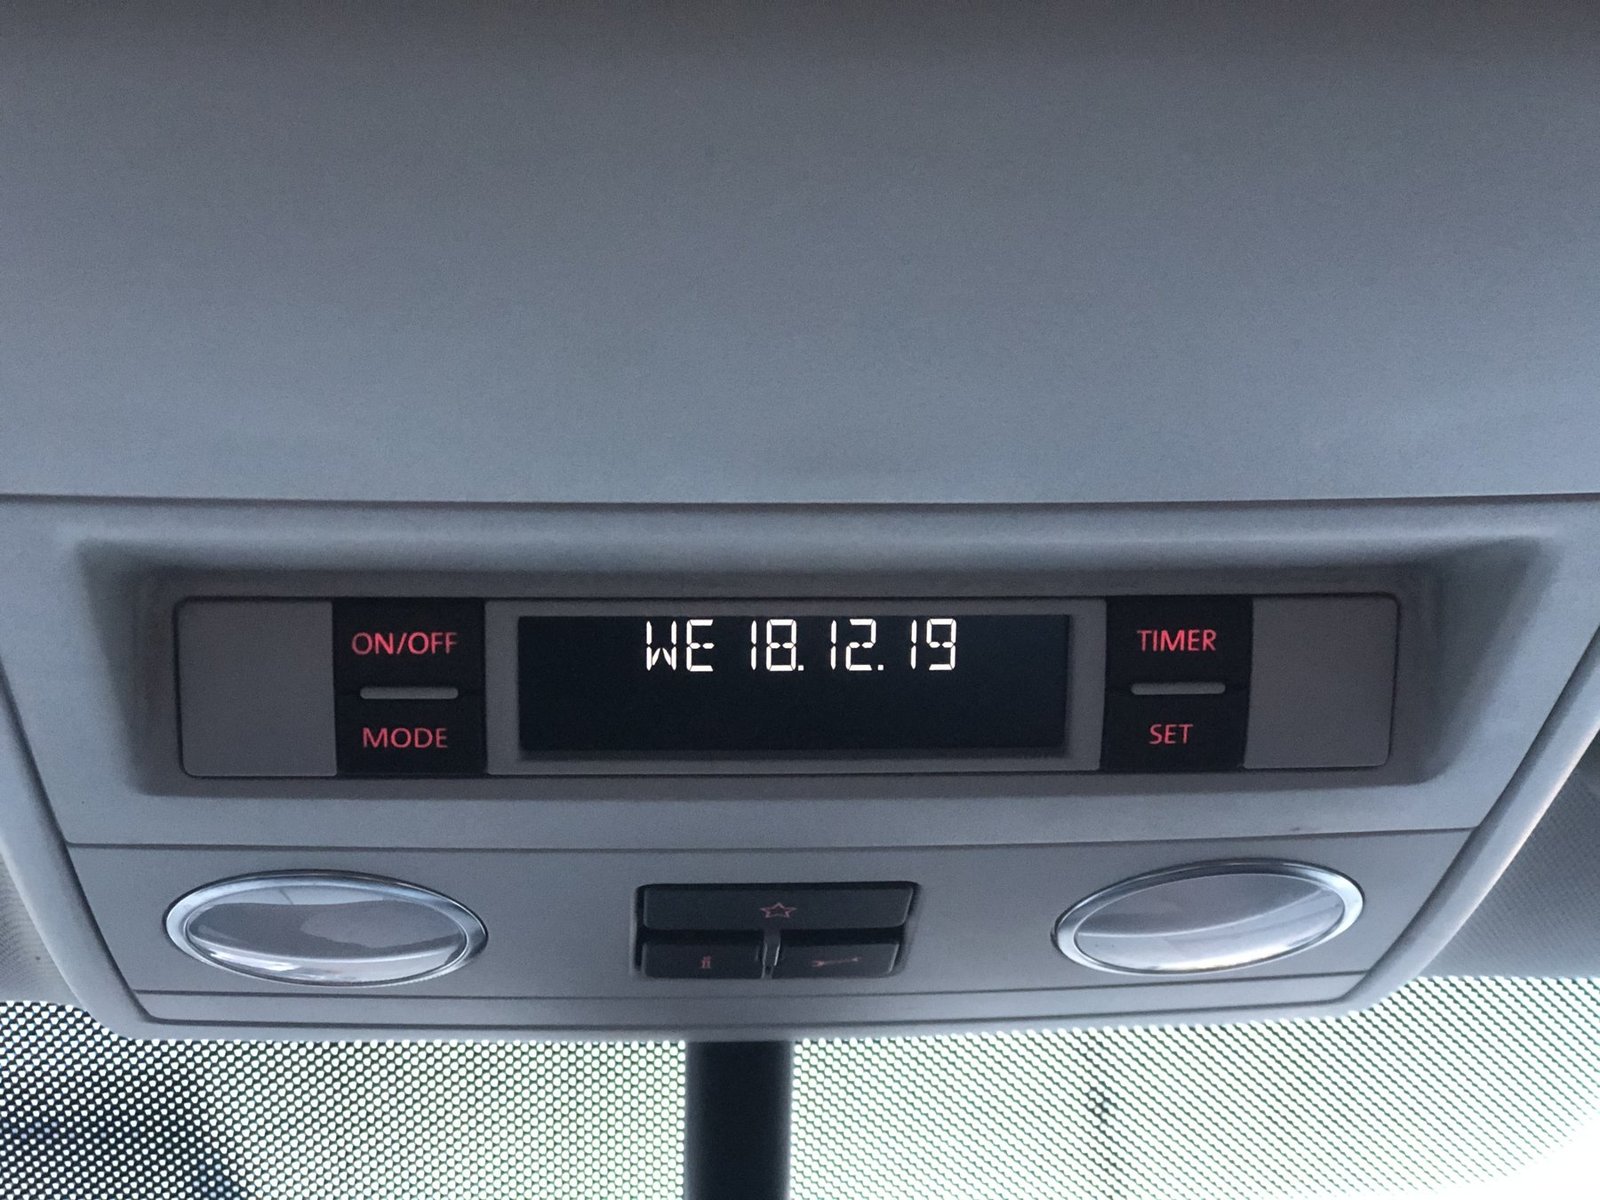 ON/OFF
MODE
WE 18.12.19
TIMER
SET
i